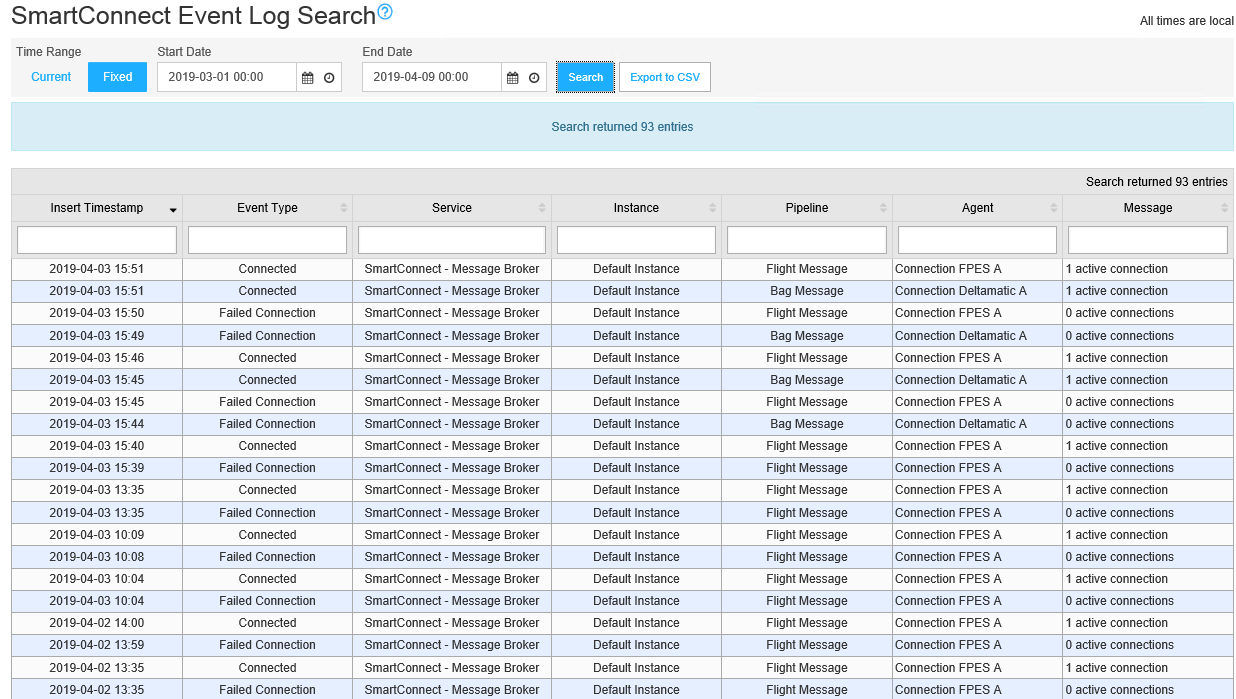 SmartConnect Event Log Search?
All times are local
Time Range Start Date End Date
Current Fixed 2019-03-01 00:00 2019-04-09 00:00 Search Export to CSV
Search returned 93 entries
Search returned 93 entries
Insert Timestamp Event Type Service Instance Pipeline Agent Message
2019-04-03 15:51 Connected SmartConnect - Message Broker Default Instance Flight Message Connection FPES A 1 active connection
2019-04-03 15:51 Connected SmartConnect - Message Broker Default Instance Bag Message Connection Deltamatic A 1 active connection
2019-04-03 15:50 Failed Connection SmartConnect - Message Broker Default Instance Flight Message Connection FPES A 0 active connections
2019-04-03 15:49 Failed Connection SmartConnect - Message Broker Default Instance Bag Message Connection Deltamatic A 0 active connections
2019-04-03 15:46 Connected SmartConnect - Message Broker Default Instance Flight Message Connection FPES A 1 active connection
2019-04-03 15:45 Connected SmartConnect - Message Broker Default Instance Bag Message Connection Deltamatic A 1 active connection
2019-04-03 15:45 Failed Connection SmartConnect - Message Broker Default Instance Flight Message Connection FPES A 0 active connections
2019-04-03 15:44 Failed Connection SmartConnect - Message Broker Default Instance Bag Message Connection Deltamatic A 0 active connections
2019-04-03 15:40 Connected SmartConnect - Message Broker Default Instance Flight Message Connection FPES A 1 active connection
2019-04-03 15:39 Failed Connection SmartConnect - Message Broker Default Instance Flight Message Connection FPES A 0 active connections
2019-04-03 13:35 Connected SmartConnect - Message Broker Default Instance Flight Message Connection FPES A 1 active connection
2019-04-03 13:35 Failed Connection SmartConnect - Message Broker Default Instance Flight Message Connection FPES A 0 active connections
2019-04-03 10:09 Connected SmartConnect - Message Broker Default Instance Flight Message Connection FPES A 1 active connection
2019-04-03 10:08 Failed Connection SmartConnect - Message Broker Default Instance Flight Message Connection FPES A 0 active connections
2019-04-03 10:04 Connected SmartConnect - Message Broker Default Instance Flight Message Connection FPES A 1 active connection
2019-04-03 10:04 Failed Connection SmartConnect - Message Broker Default Instance Flight Message Connection FPES A 0 active connections
2019-04-02 14:00 Connected SmartConnect - Message Broker Default Instance Flight Message Connection FPES A 1 active connection
2019-04-02 13:59 Failed Connection SmartConnect - Message Broker Default Instance Flight Message Connection FPES A 0 active connections
2019-04-02 13:35 Connected SmartConnect - Message Broker Default Instance Flight Message Connection FPES A 1 active connection
2019-04-02 13:35 Failed Connection SmartConnect - Message Broker Default Instance Flight Message Connection FPES A 0 active connections